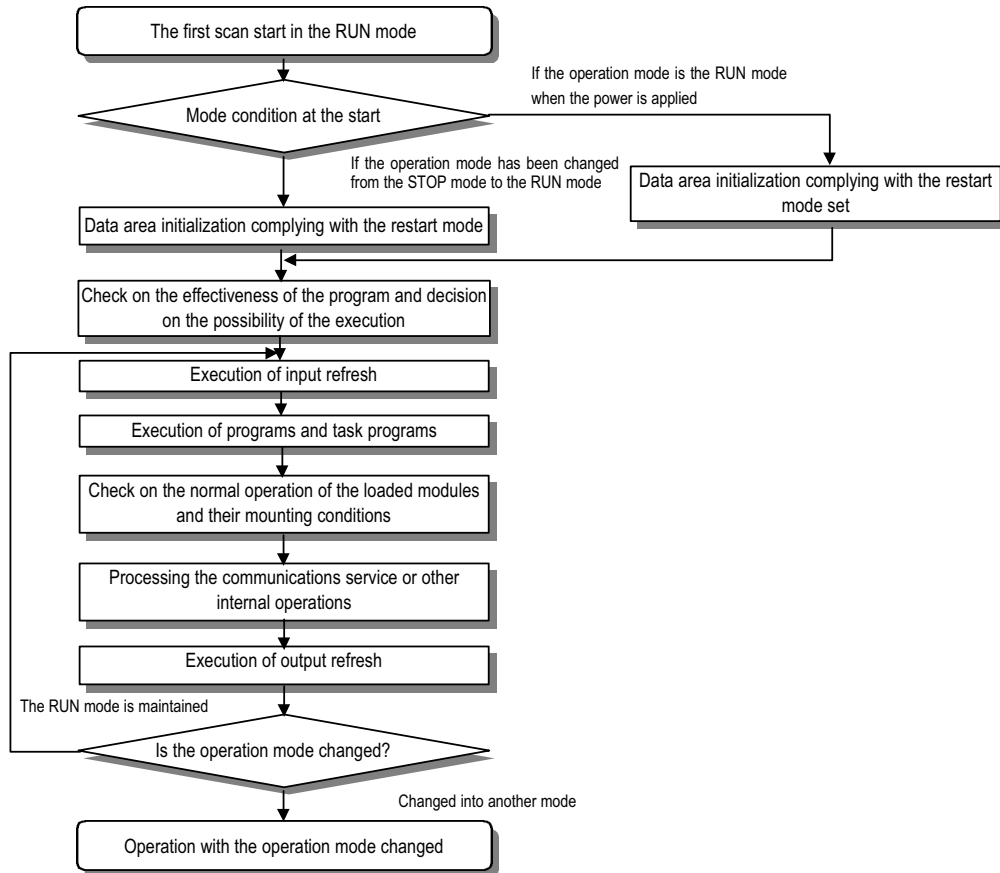 The first scan start in the RUN mode
If the operation mode is the RUN mode
when the power is applied
Mode condition at the start
If the operation mode has been changed
from the STOP mode to the RUN mode
Data area initialization complying with the restart
mode set
Data area initialization complying with the restart mode
Check on the effectiveness of the program and decision
on the possibility of the execution
Execution of input refresh
Execution of programs and task programs
Check on the normal operation of the loaded modules
and their mounting conditions
Processing the communications service or other
internal operations
Execution of output refresh
The RUN mode is maintained
Is the operation mode changed?
Changed into another mode
Operation with the operation mode changed